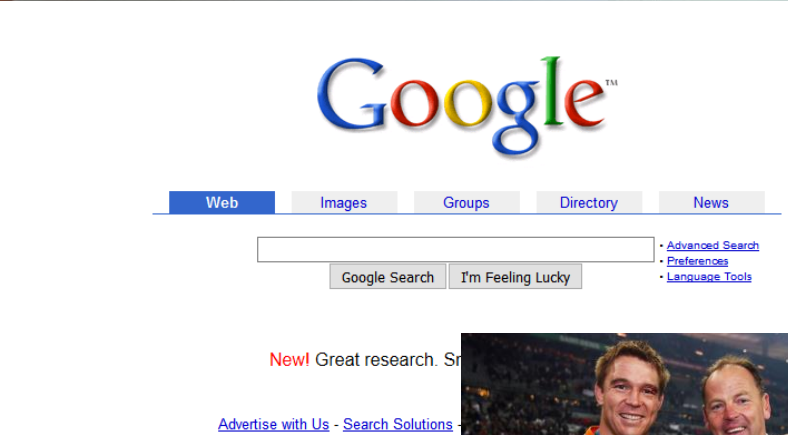 Google™
Web Images Groups Directory News
• Advanced Search
• Preferences
• Language Tools
Google Search I'm Feeling Lucky
New! Great research.
Advertise with Us - Search Solutions -